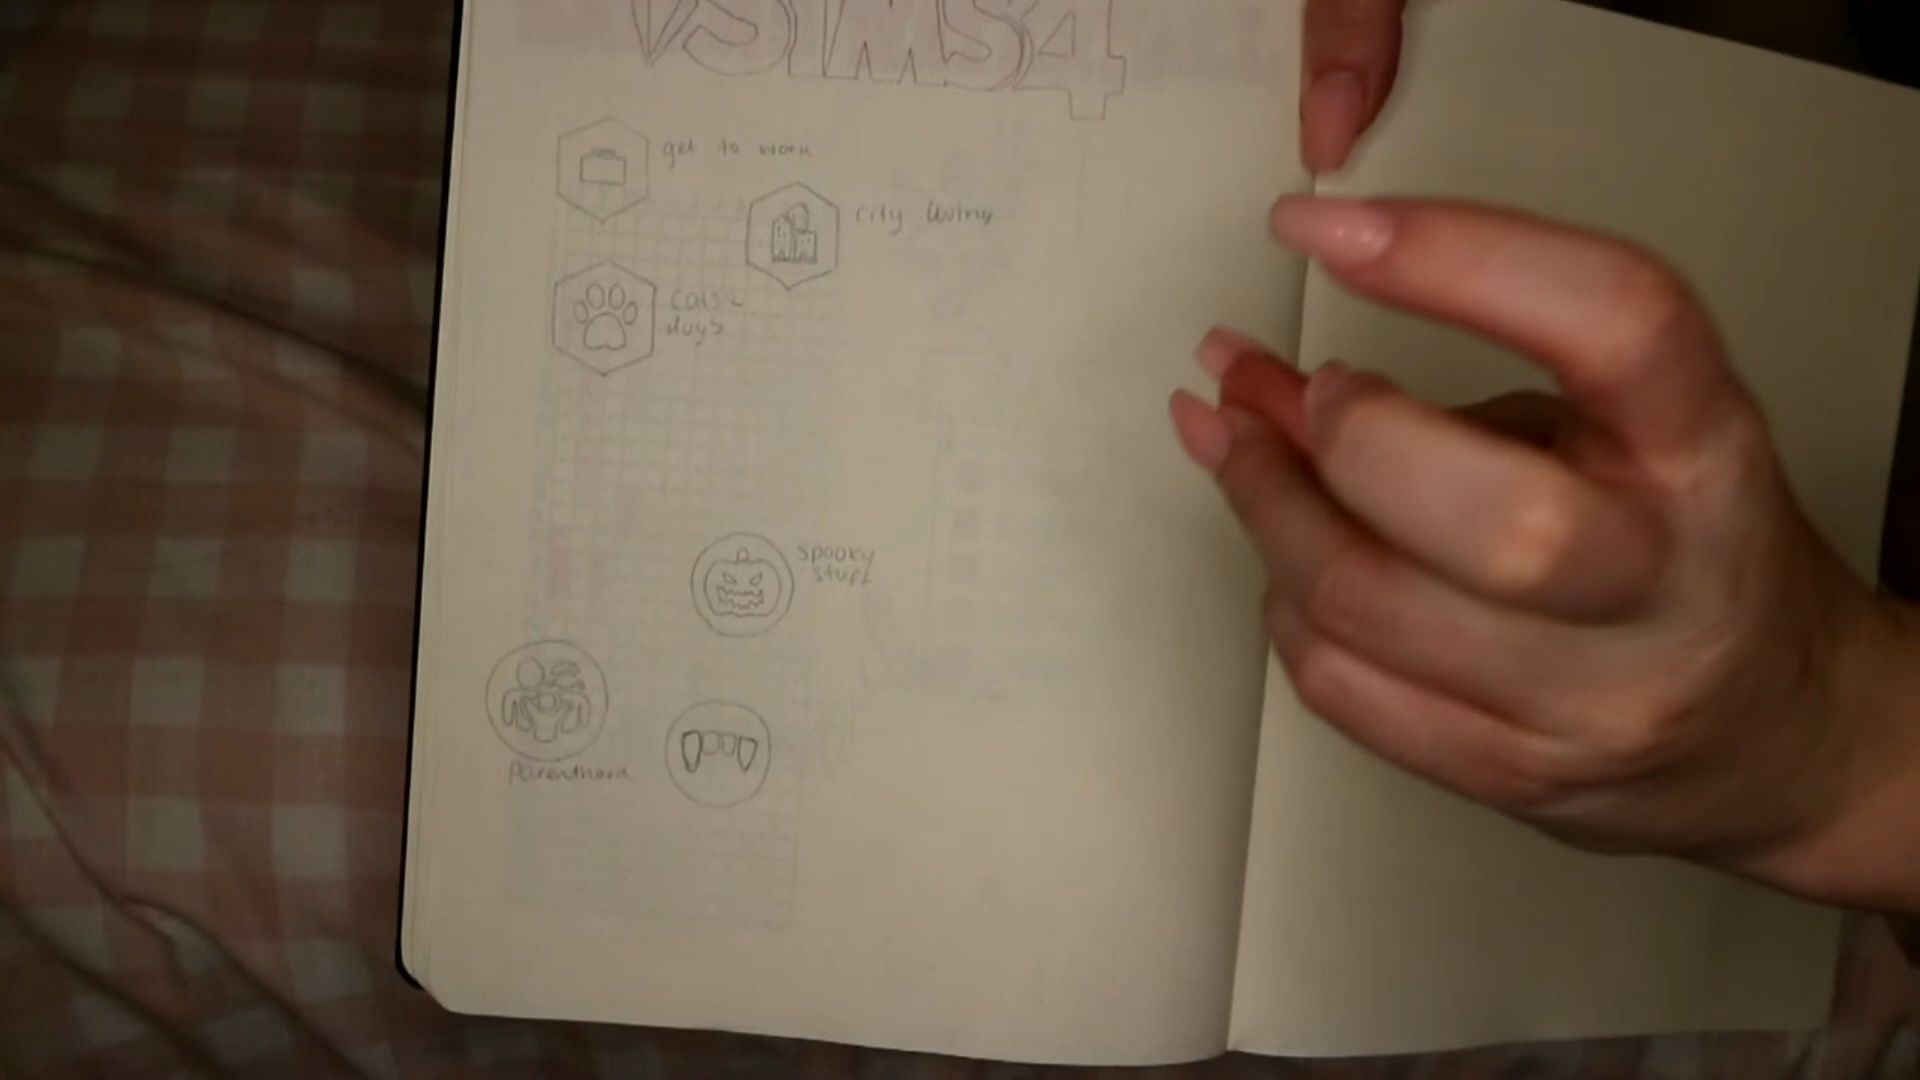 SIMS4
get to work
city living
cats &
dogs
spooky
stuff
Parenthood